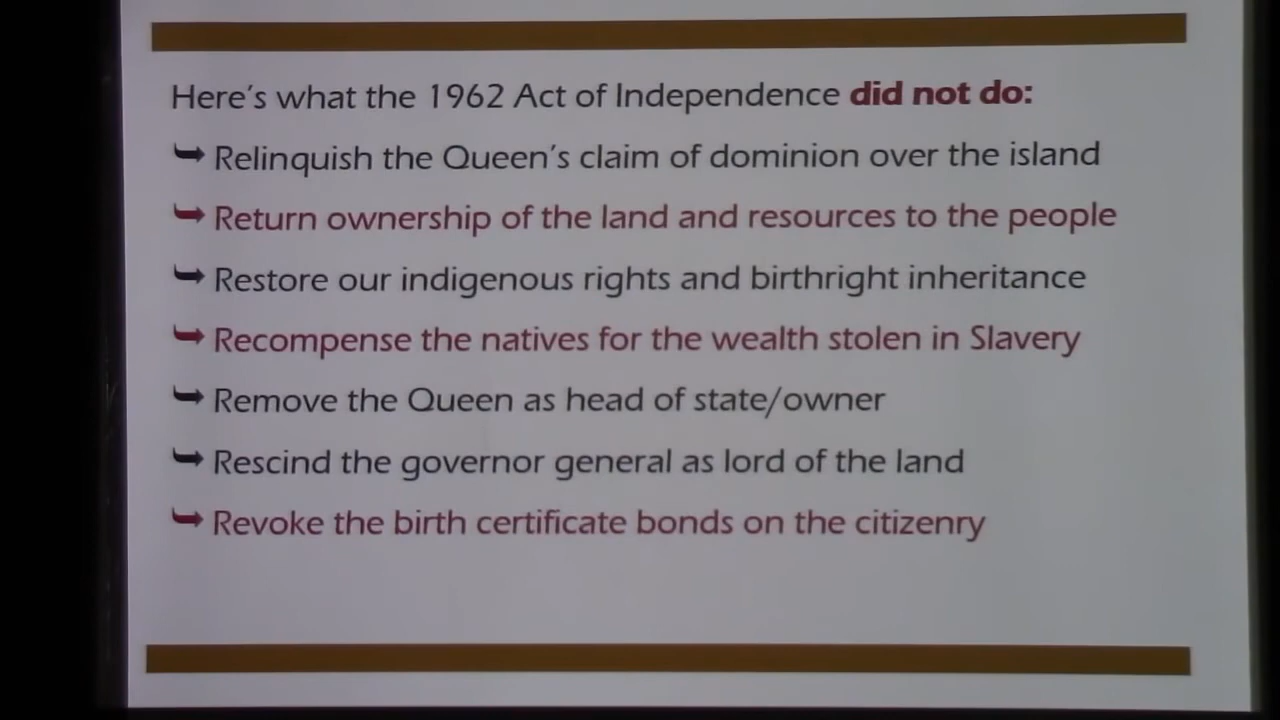 Here's what the 1962 Act of Independence did not do:
Relinquish the Queen's claim of dominion over the island
Return ownership of the land and resources to the people
Restore our indigenous rights and birthright inheritance
Recompense the natives for the wealth stolen in Slavery
Remove the Queen as head of state/owner
Rescind the governor general as lord of the land
Revoke the birth certificate bonds on the citizenry